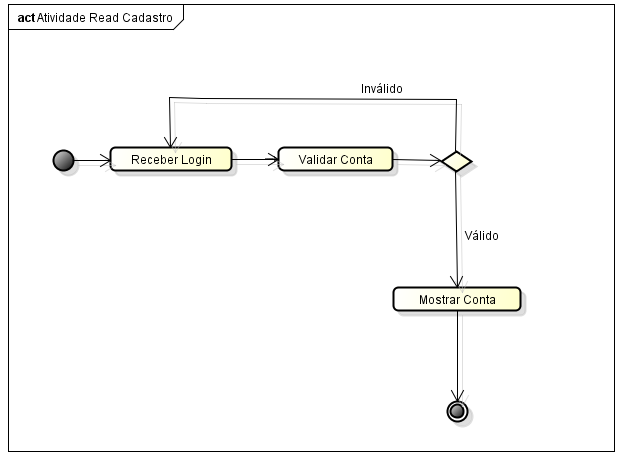 act Atividade Read Cadastro
Inválido
Receber Login
Validar Conta
Válido
Mostrar Conta